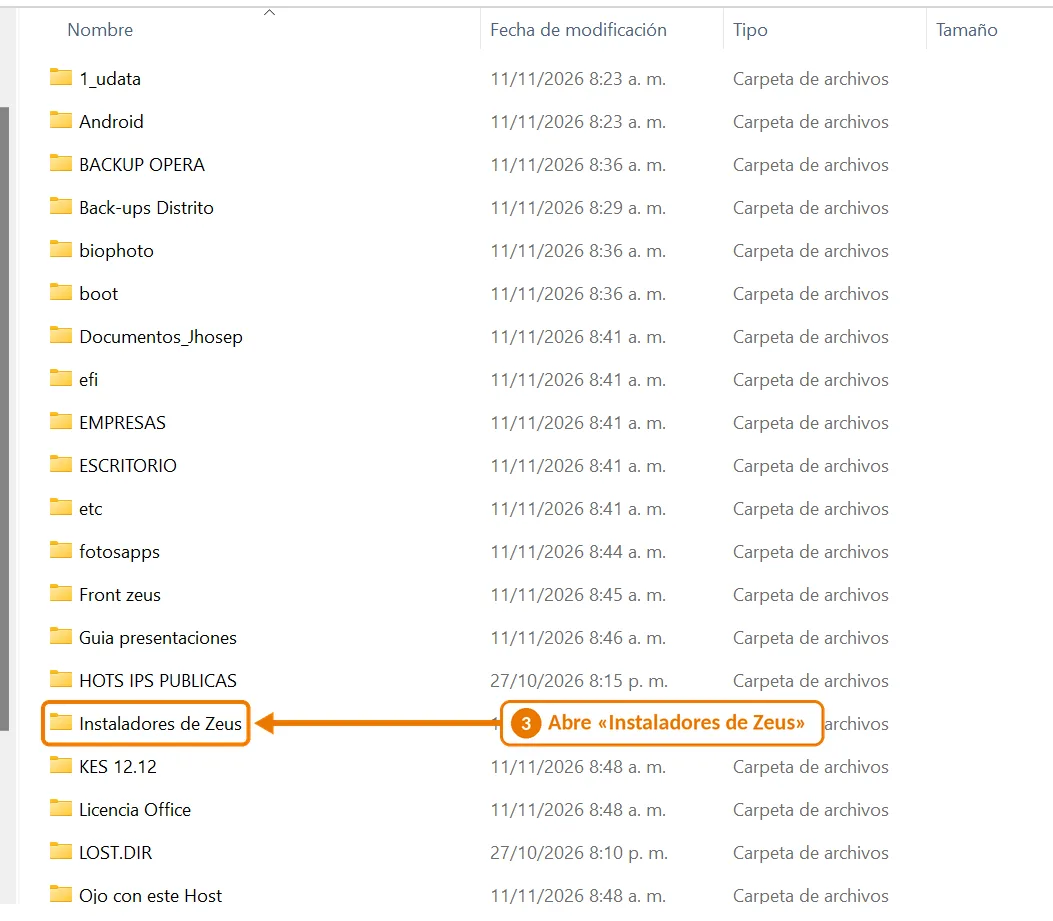 Nombre Fecha de modificación Tipo Tamaño
1_udata 11/11/2026 8:23 a. m. Carpeta de archivos
Android 11/11/2026 8:23 a. m. Carpeta de archivos
BACKUP OPERA 11/11/2026 8:36 a. m. Carpeta de archivos
Back-ups Distrito 11/11/2026 8:29 a. m. Carpeta de archivos
biophoto 11/11/2026 8:36 a. m. Carpeta de archivos
boot 11/11/2026 8:36 a. m. Carpeta de archivos
Documentos_Jhosep 11/11/2026 8:41 a. m. Carpeta de archivos
efi 11/11/2026 8:41 a. m. Carpeta de archivos
EMPRESAS 11/11/2026 8:41 a. m. Carpeta de archivos
ESCRITORIO 11/11/2026 8:41 a. m. Carpeta de archivos
etc 11/11/2026 8:41 a. m. Carpeta de archivos
fotosapps 11/11/2026 8:44 a. m. Carpeta de archivos
Front zeus 11/11/2026 8:45 a. m. Carpeta de archivos
Guia presentaciones 11/11/2026 8:46 a. m. Carpeta de archivos
HOTS IPS PUBLICAS 27/10/2026 8:15 p. m. Carpeta de archivos
Instaladores de Zeus 3 Abre «Instaladores de Zeus» archivos
KES 12.12 11/11/2026 8:48 a. m. Carpeta de archivos
Licencia Office 11/11/2026 8:48 a. m. Carpeta de archivos
LOST.DIR 27/10/2026 8:10 p. m. Carpeta de archivos
Ojo con este Host 11/11/2026 8:48 a. m. Carpeta de archivos